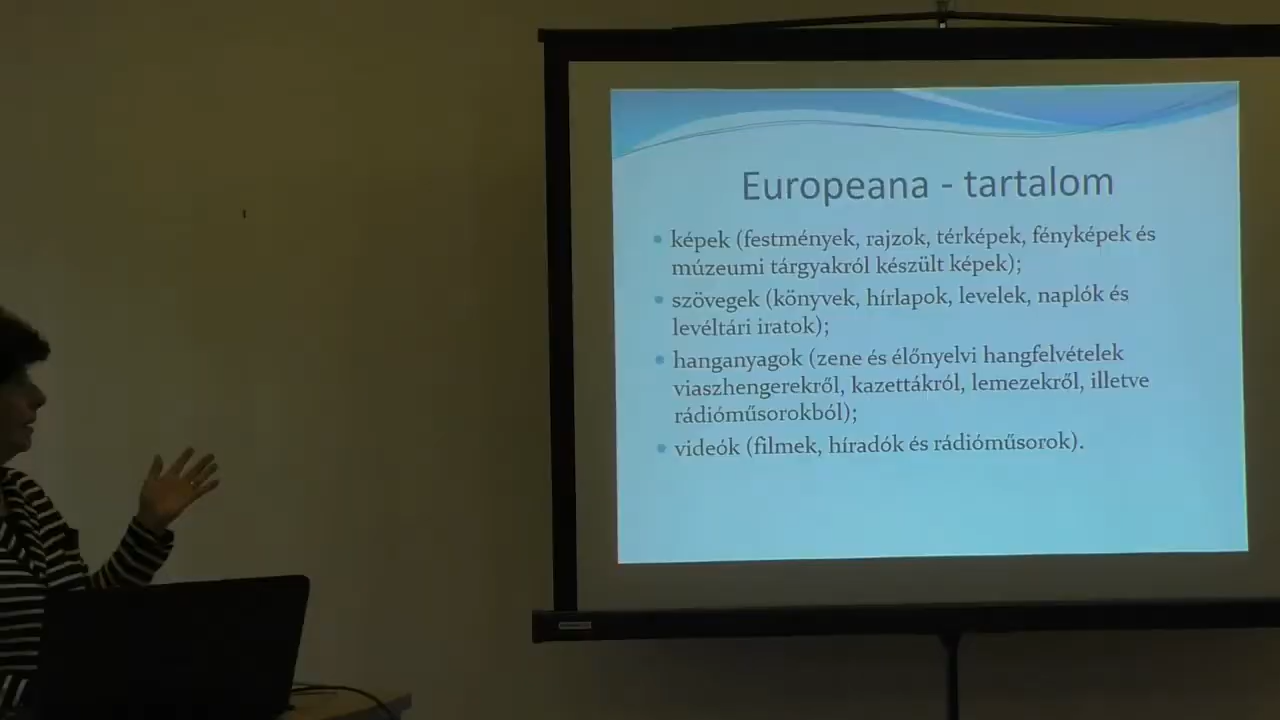 Europeana - tartalom
képek (festmények, rajzok, térképek, fényképek és
múzeumi tárgyakról készült képek);
szövegek (könyvek, hírlapok, levelek, naplók és
levéltári iratok);
hanganyagok (zene és élőnyelvi hangfelvételek
viaszhengerekről, kazettákról, lemezekről, illetve
rádióműsorokból);
videók (filmek, híradók és rádióműsorok).